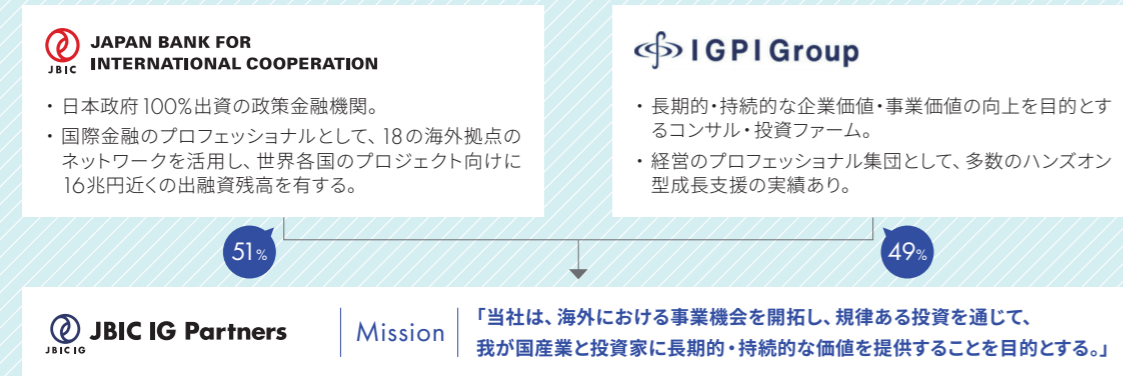 JBIC
JAPAN BANK FOR
INTERNATIONAL COOPERATION
・日本政府100%出資の政策金融機関。
・国際金融のプロフェッショナルとして、18の海外拠点の
ネットワークを活用し、世界各国のプロジェクト向けに
16兆円近くの出融資残高を有する。
IGPI Group
・長期的・持続的な企業価値・事業価値の向上を目的とす
るコンサル・投資ファーム。
・経営のプロフェッショナル集団として、多数のハンズオン
型成長支援の実績あり。
51%
49%
JBIC IG
JBIC IG Partners
Mission
「当社は、海外における事業機会を開拓し、規律ある投資を通じて、
我が国産業と投資家に長期的・持続的な価値を提供することを目的とする。」